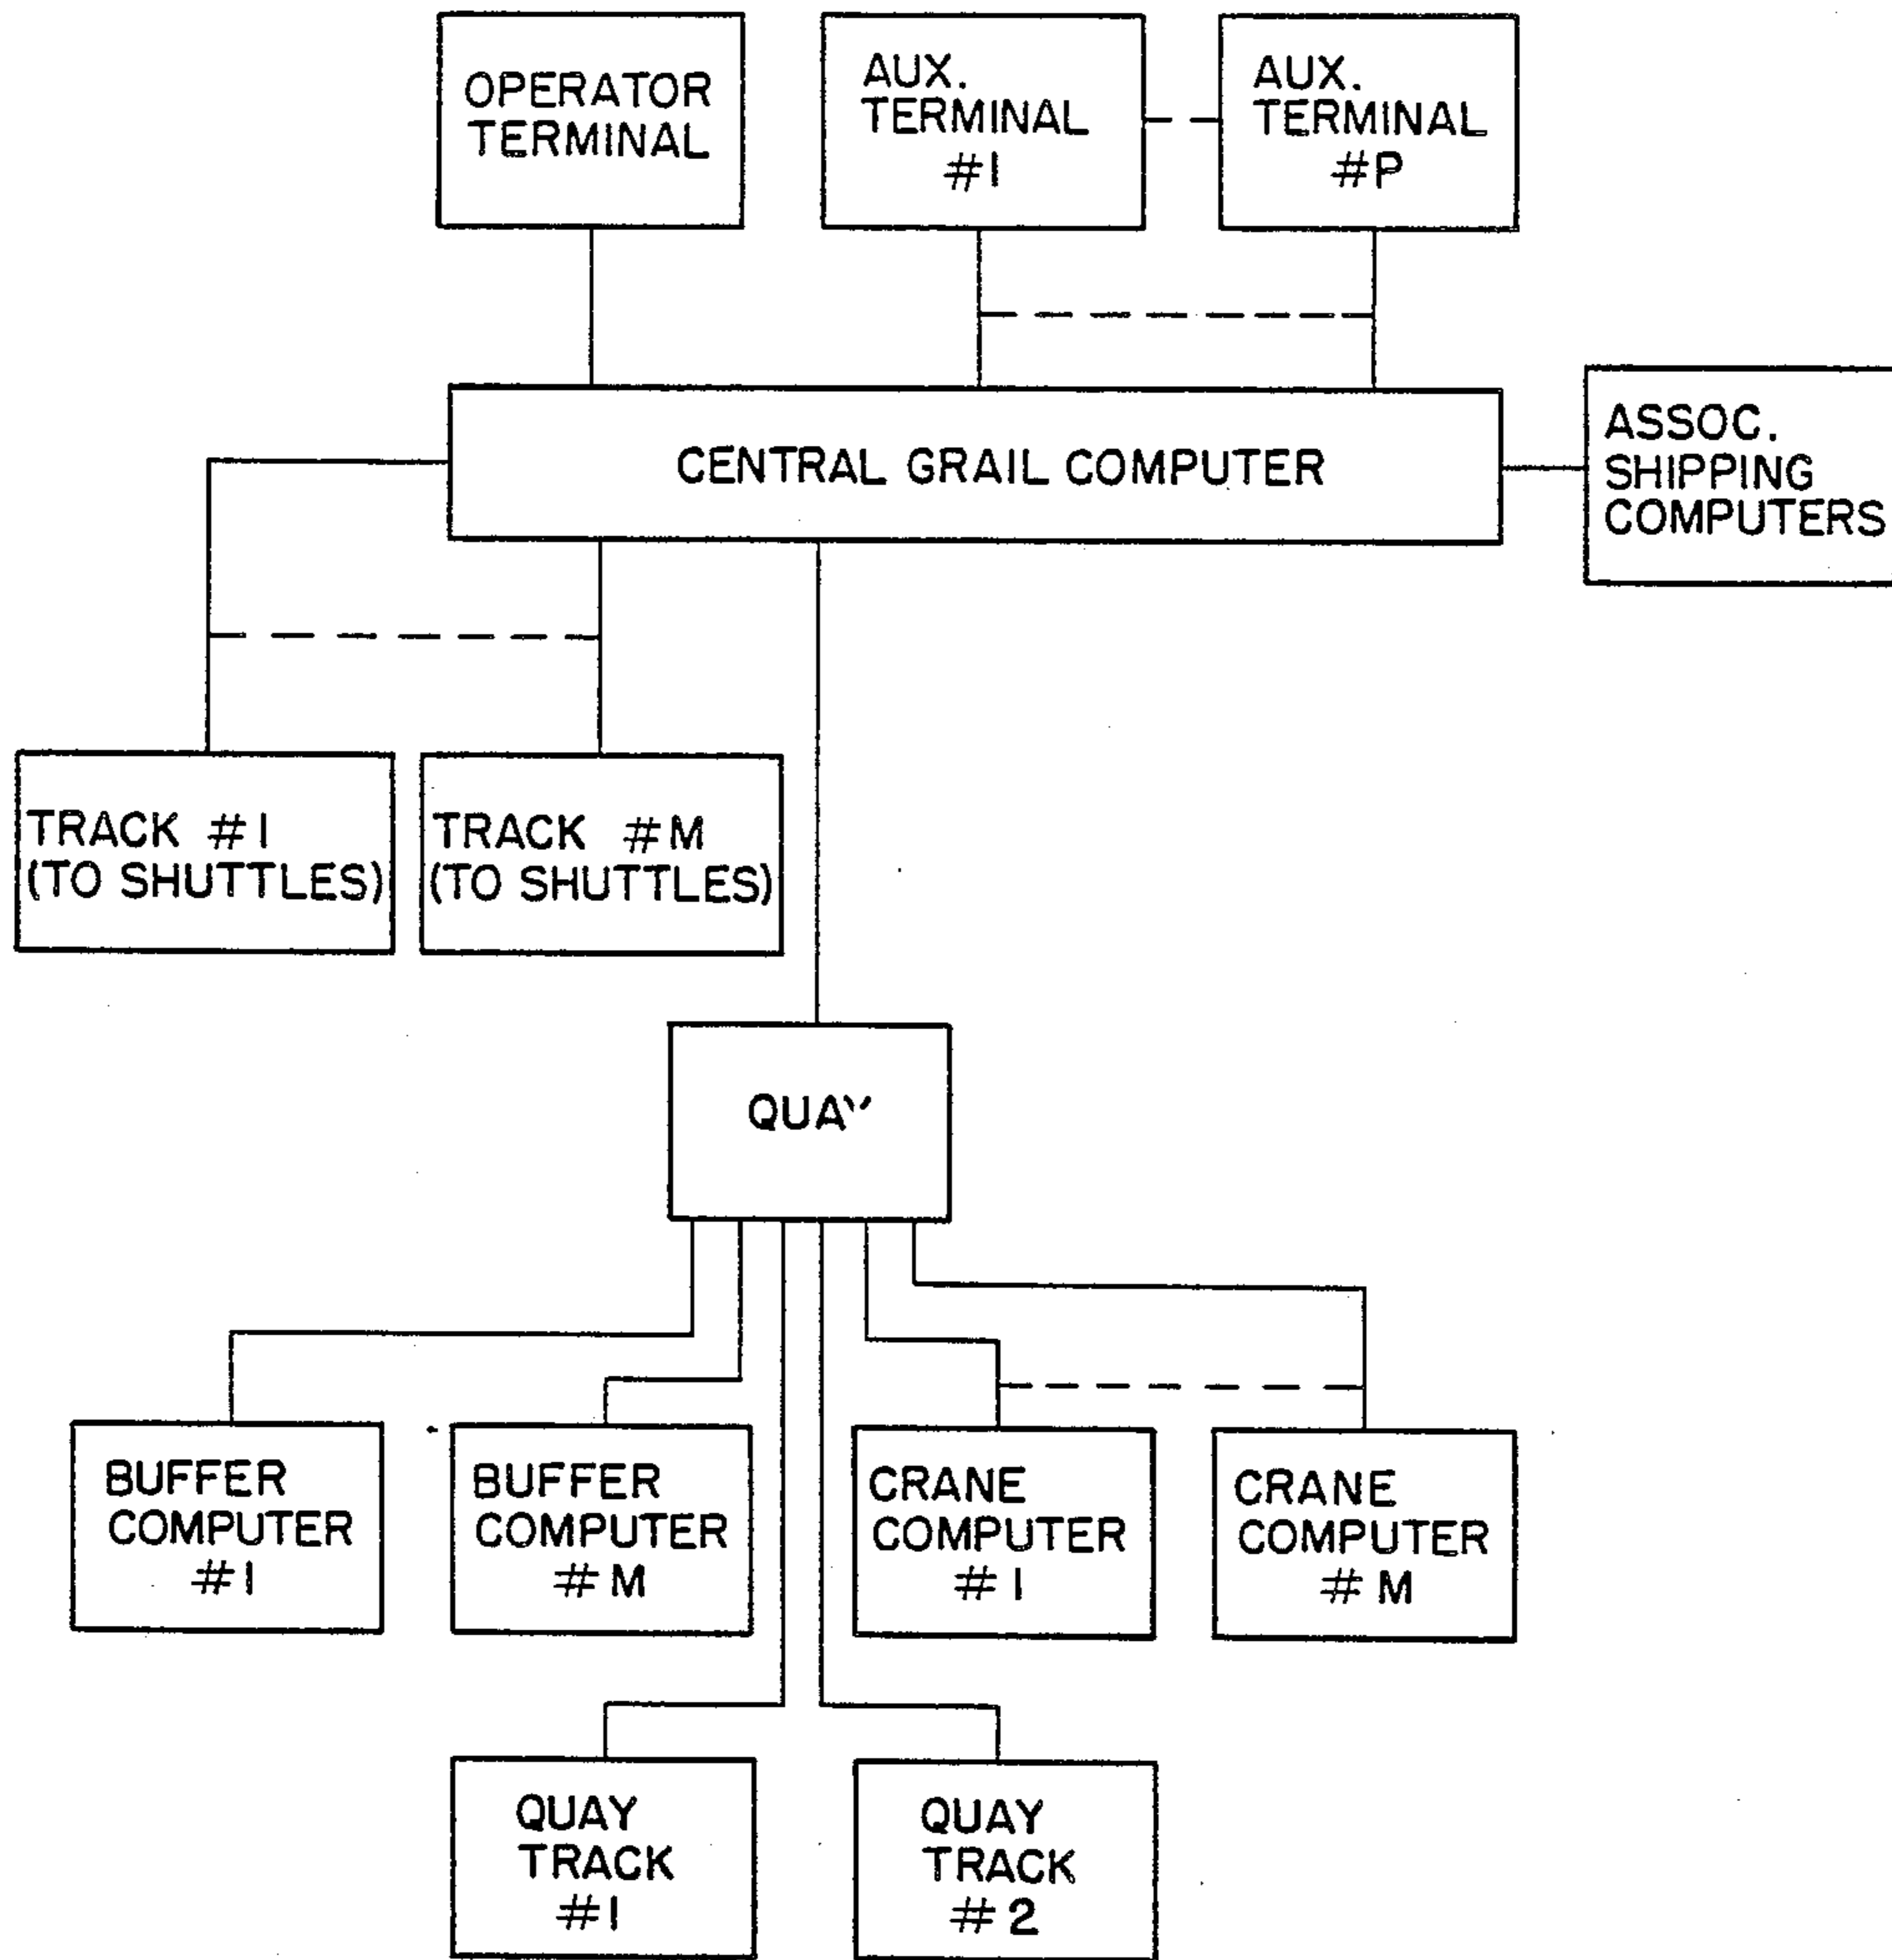 OPERATOR
TERMINAL
AUX.
TERMINAL
#1
AUX.
TERMINAL
#P
CENTRAL GRAIL COMPUTER
ASSOC.
SHIPPING
COMPUTERS
TRACK #1
(TO SHUTTLES)
TRACK #M
(TO SHUTTLES)
QUAY
BUFFER
COMPUTER
#1
BUFFER
COMPUTER
#M
CRANE
COMPUTER
#1
CRANE
COMPUTER
#M
QUAY
TRACK
#1
QUAY
TRACK
#2